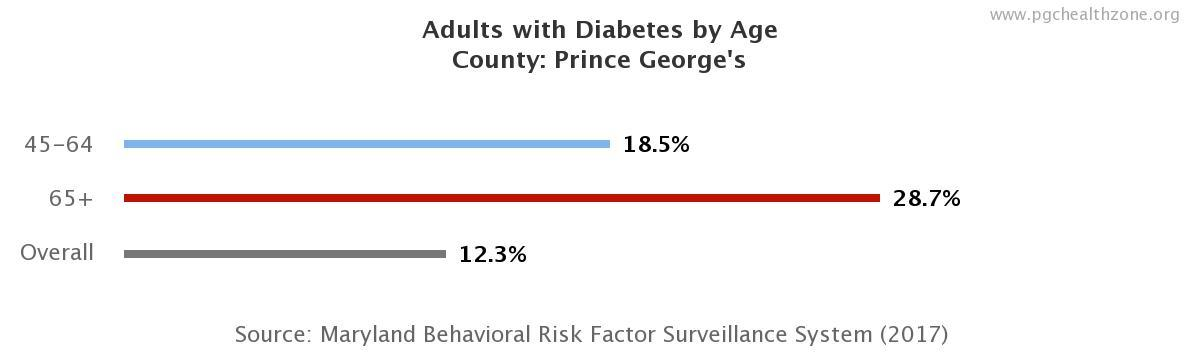 www.pgchealthzone.org
Adults with Diabetes by Age
County: Prince George's
45-64 18.5%
65+ 28.7%
Overall 12.3%
Source: Maryland Behavioral Risk Factor Surveillance System (2017)